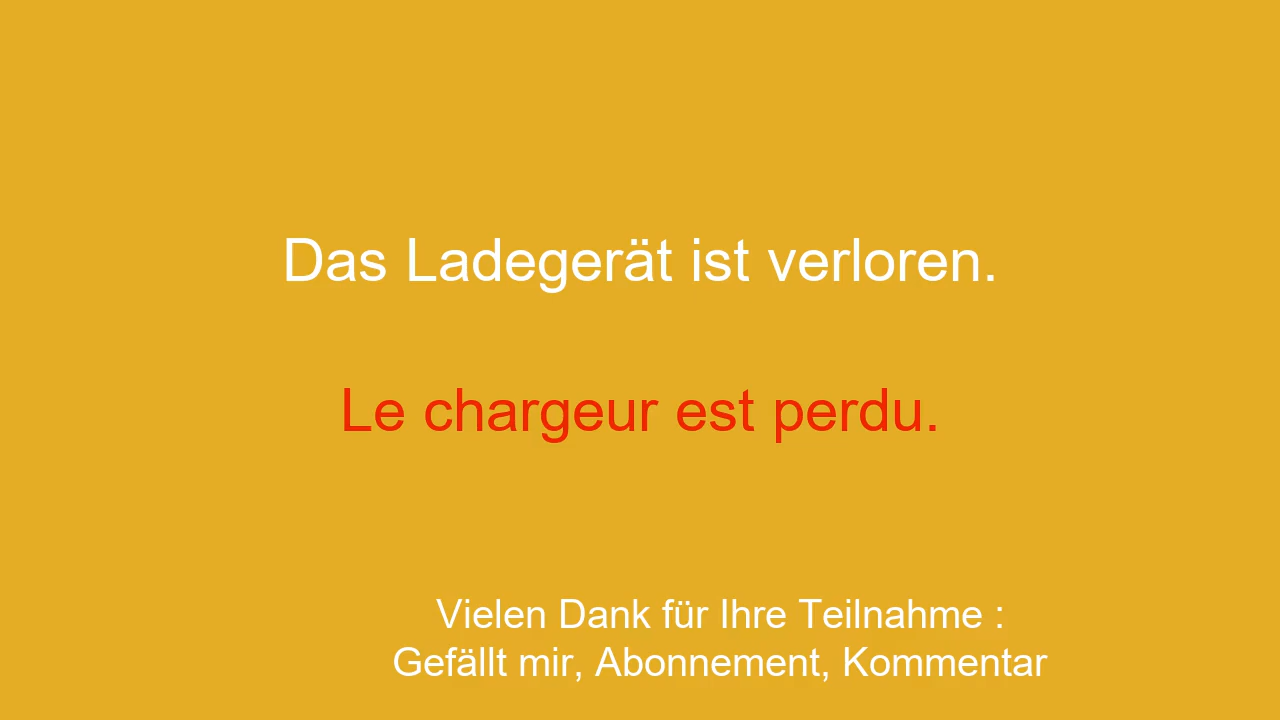 Das Ladegerät ist verloren.
Le chargeur est perdu.
Vielen Dank für Ihre Teilnahme :
Gefällt mir, Abonnement, Kommentar